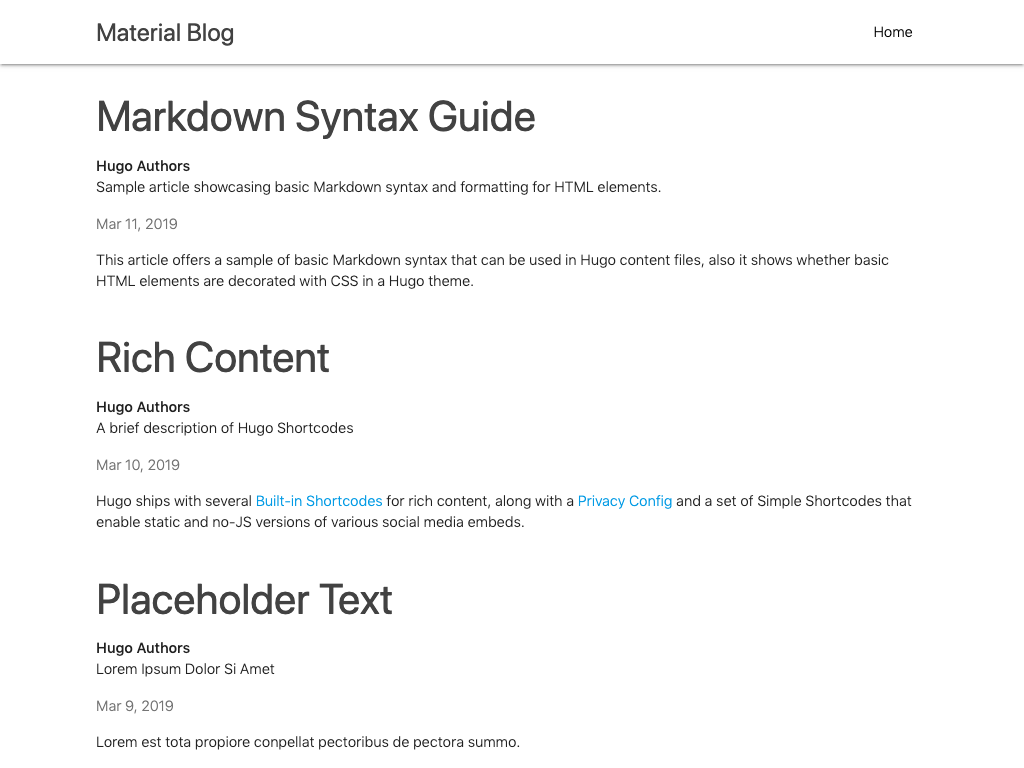 Material Blog
Home
Markdown Syntax Guide
Hugo Authors
Sample article showcasing basic Markdown syntax and formatting for HTML elements.
Mar 11, 2019
This article offers a sample of basic Markdown syntax that can be used in Hugo content files, also it shows whether basic
HTML elements are decorated with CSS in a Hugo theme.
Rich Content
Hugo Authors
A brief description of Hugo Shortcodes
Mar 10, 2019
Hugo ships with several Built-in Shortcodes for rich content, along with a Privacy Config and a set of Simple Shortcodes that
enable static and no-JS versions of various social media embeds.
Placeholder Text
Hugo Authors
Lorem Ipsum Dolor Si Amet
Mar 9, 2019
Lorem est tota propiore conpellat pectoribus de pectora summo.